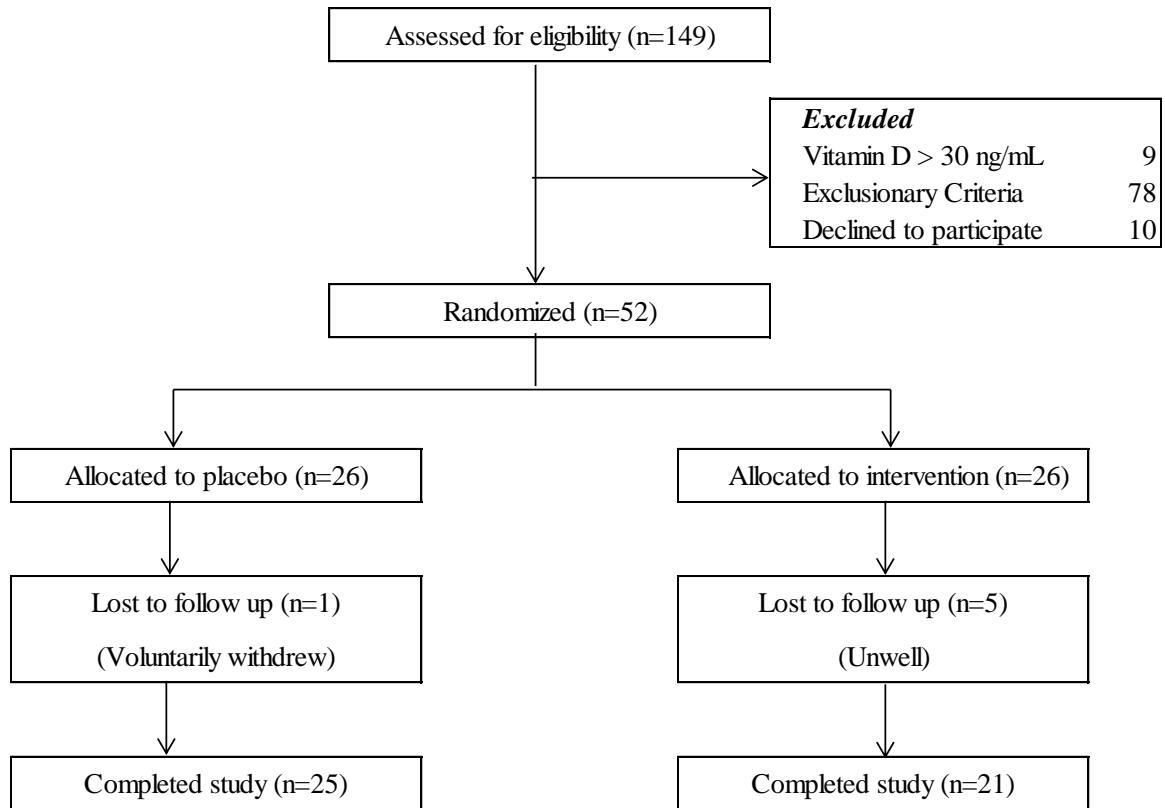 Assessed for eligibility (n=149)
Excluded
Vitamin D > 30 ng/mL 9
Exclusionary Criteria 78
Declined to participate 10
Randomized (n=52)
Allocated to placebo (n=26)
Allocated to intervention (n=26)
Lost to follow up (n=1)
(Voluntarily withdrew)
Lost to follow up (n=5)
(Unwell)
Completed study (n=25)
Completed study (n=21)